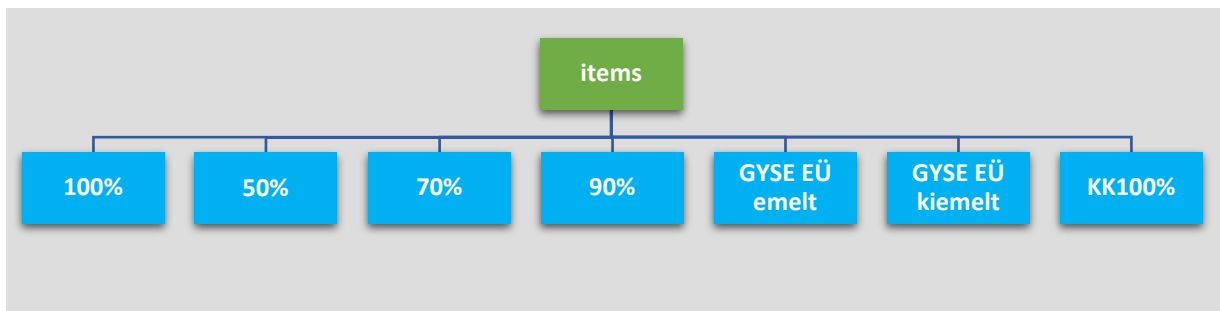 items
100%
50%
70%
90%
GYSE EÜ
emelt
GYSE EÜ
kiemelt
KK100%